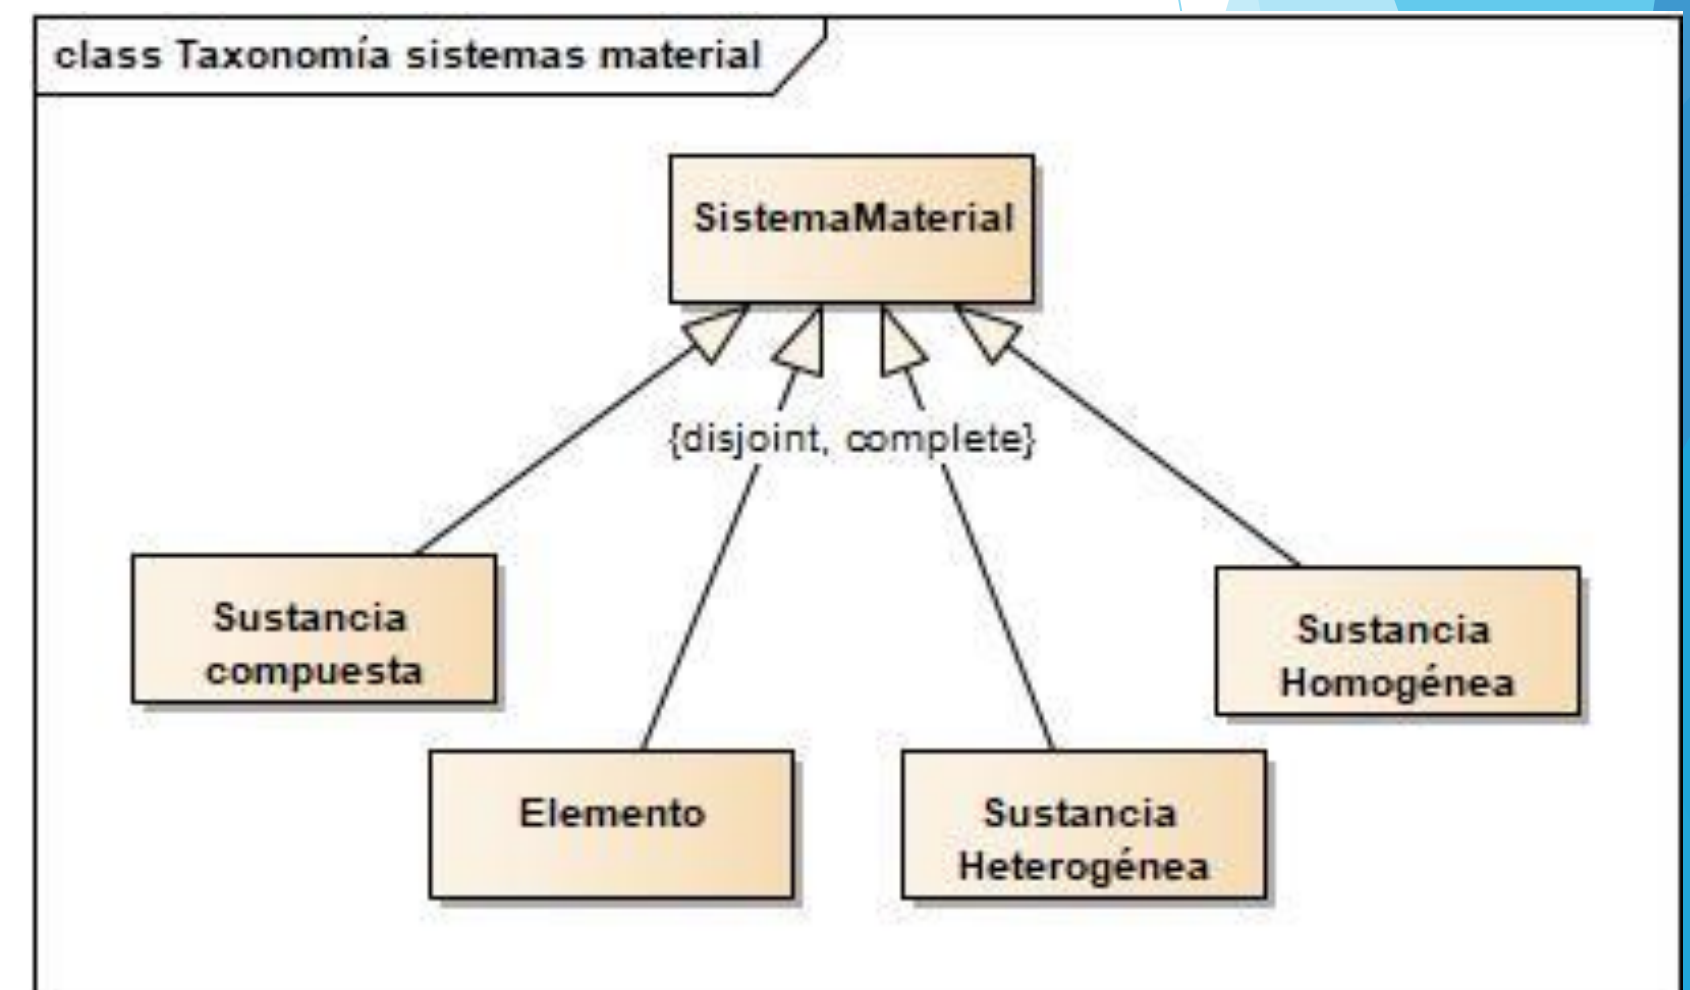 class Taxonomía sistemas material
SistemaMaterial
{disjoint, complete}
Sustancia
compuesta
Sustancia
Homogénea
Elemento
Sustancia
Heterogénea